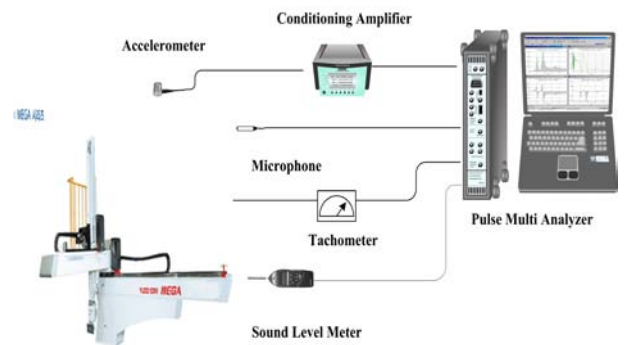 Conditioning Amplifier
Accelerometer
Microphone
Tachometer
Pulse Multi Analyzer
MEGA
Sound Level Meter